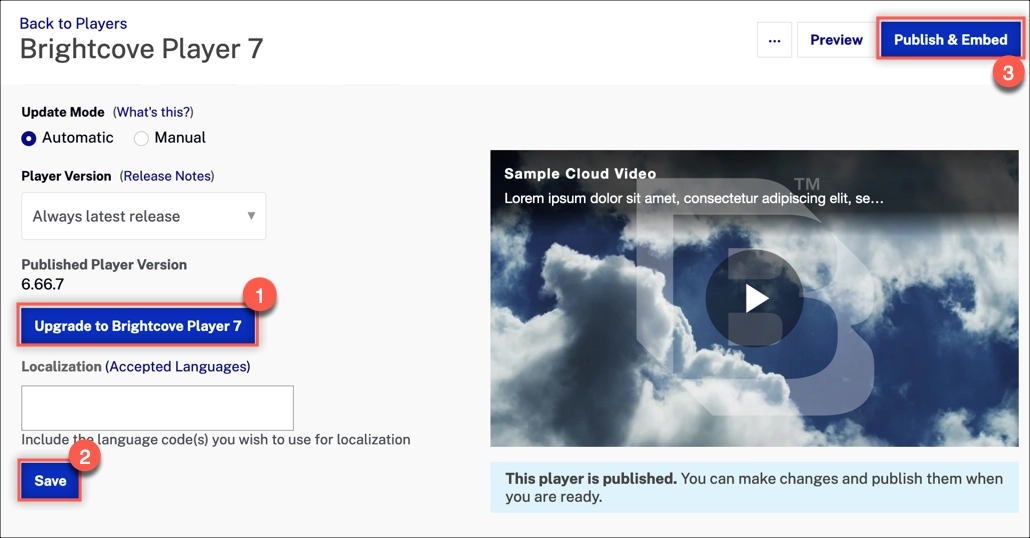 Back to Players
Brightcove Player 7
...
Preview
Publish & Embed
3
Update Mode (What's this?)
Automatic Manual
Player Version (Release Notes)
Always latest release
Published Player Version
6.66.7
1
Upgrade to Brightcove Player 7
Localization (Accepted Languages)
Include the language code(s) you wish to use for localization
2
Save
Sample Cloud Video
Lorem ipsum dolor sit amet, consectetur adipiscing elit, se...
B
TM
This player is published. You can make changes and publish them when
you are ready.